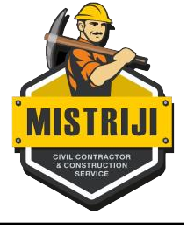 MISTRIJI
CIVIL CONTRACTOR
& CONSTRUCTION
SERVICE